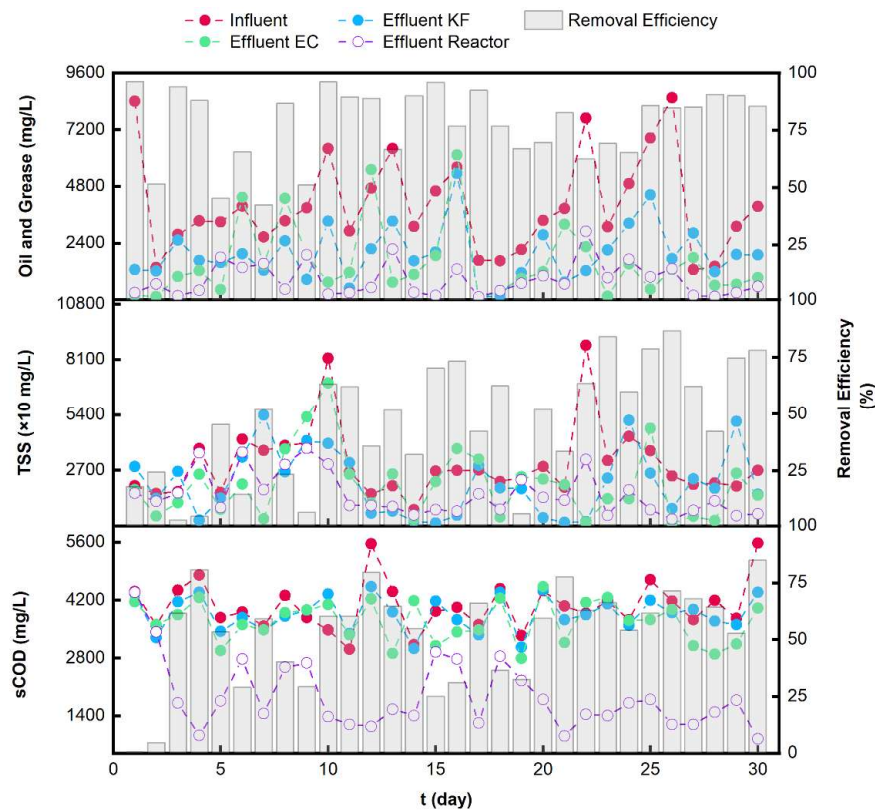 Influent
Effluent KF
Removal Efficiency
Effluent EC
Effluent Reactor
9600
7200
4800
2400
Oil and Grease (mg/L)
100
75
50
25
100
10800
8100
5400
2700
TSS (×10 mg/L)
75
50
25
100
Removal Efficiency
(%)
5600
4200
2800
1400
sCOD (mg/L)
75
50
25
0
0 5 10 15 20 25 30
t (day)